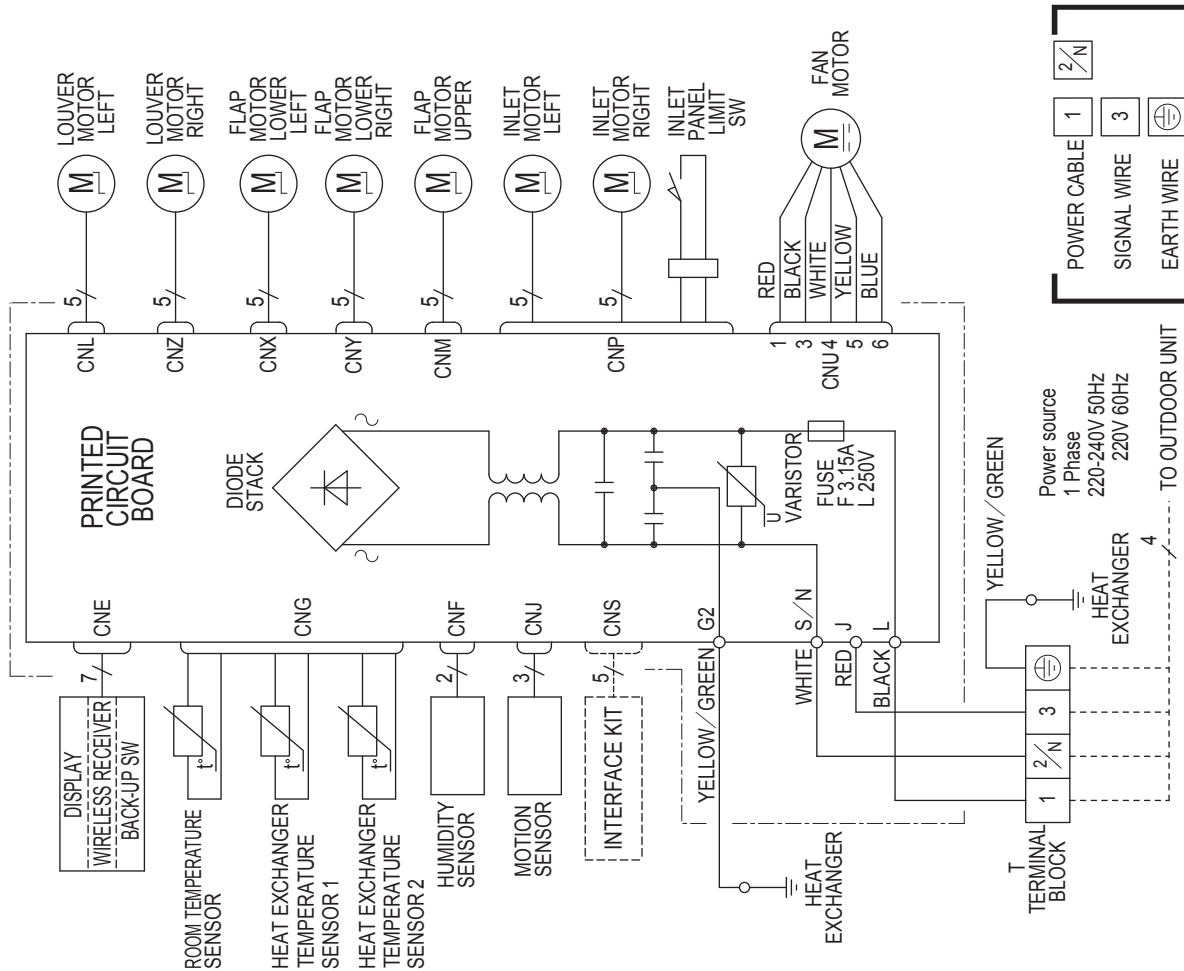 LOUVER
MOTOR
LEFT
LOUVER
MOTOR
RIGHT
FLAP
MOTOR
LOWER
LEFT
FLAP
MOTOR
LOWER
RIGHT
FLAP
MOTOR
UPPER
INLET
MOTOR
LEFT
INLET
MOTOR
RIGHT
INLET
PANEL
LIMIT
SW
FAN
MOTOR
M
M
M
M
M
M
M
M
5
5
5
5
5
5
5
RED
BLACK
WHITE
YELLOW
BLUE
CNL
CNZ
CNX
CNY
CNM
CNP
1
3
CNU 4
5
6
PRINTED
CIRCUIT
BOARD
DIODE
STACK
U
VARISTOR
FUSE
F 3.15A
L 250V
CNE
CNG
CNF
CNJ
CNS
G2
S/N
J
L
7
2
3
5
YELLOW/GREEN
WHITE
RED
BLACK
DISPLAY
WIRELESS RECEIVER
BACK-UP SW
t°
t°
t°
ROOM TEMPERATURE
SENSOR
HEAT EXCHANGER
TEMPERATURE
SENSOR 1
HEAT EXCHANGER
TEMPERATURE
SENSOR 2
HUMIDITY
SENSOR
MOTION
SENSOR
INTERFACE KIT
HEAT
EXCHANGER
T
TERMINAL
BLOCK
1
2/N
3
YELLOW/GREEN
HEAT
EXCHANGER
4
TO OUTDOOR UNIT
Power source
1 Phase
220-240V 50Hz
220V 60Hz
POWER CABLE 1 2/N
SIGNAL WIRE 3
EARTH WIRE